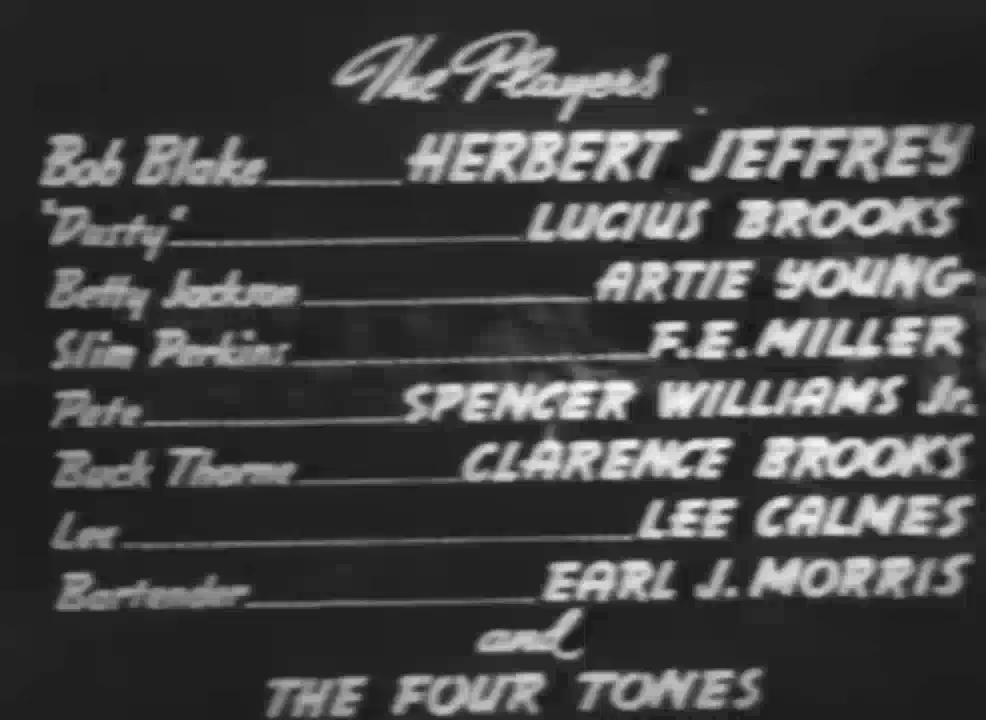 The Players
Bob Blake HERBERT JEFFREY
"Dusty" LUCIUS BROOKS
Betty Jackson ARTIE YOUNG
Slim Perkins F.E. MILLER
Pete SPENCER WILLIAMS Jr.
Buck Thorne CLARENCE BROOKS
Lee LEE CALMES
Bartender EARL J. MORRIS
and
THE FOUR TONES